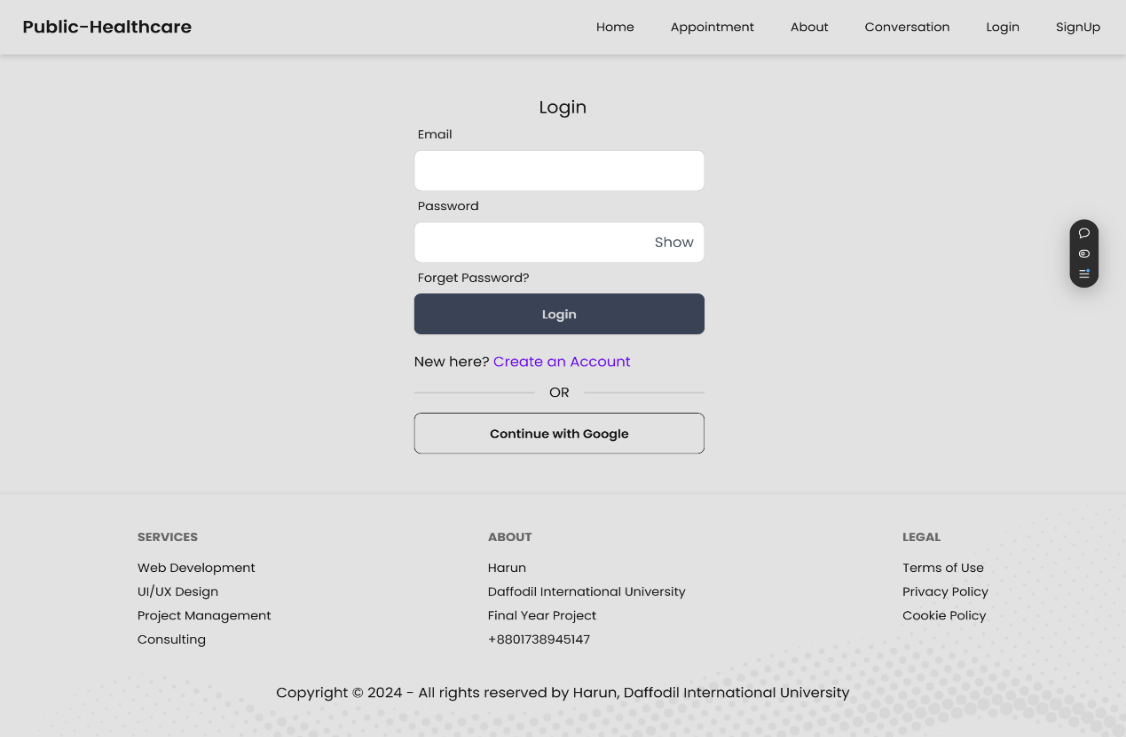 Public-Healthcare
Home Appointment About Conversation Login SignUp
Login
Email
Password
Show
Forget Password?
Login
New here? Create an Account
OR
Continue with Google
SERVICES
Web Development
UI/UX Design
Project Management
Consulting
ABOUT
Harun
Daffodil International University
Final Year Project
+8801738945147
LEGAL
Terms of Use
Privacy Policy
Cookie Policy
Copyright © 2024 - All rights reserved by Harun, Daffodil International University